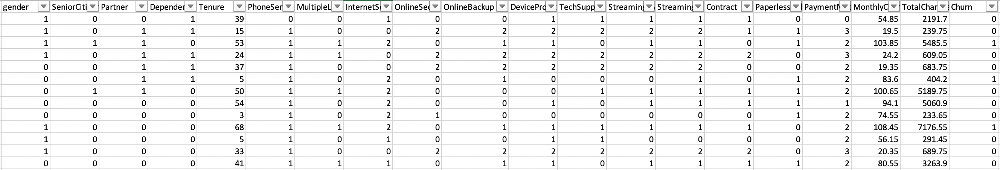 gender SeniorCiti Partner Depender Tenure PhoneSer MultipleL InternetSe OnlineSec OnlineBackup DevicePro TechSupp Streaming Streaming Contract Paperless PaymentM MonthlyC TotalChar Churn
1 0 0 1 39 0 0 1 0 0 1 1 1 1 1 0 0 54.85 2191.7 0
1 0 1 1 15 1 0 0 2 2 2 2 2 2 1 1 3 19.5 239.75 0
1 1 1 0 53 1 1 2 0 1 1 0 1 1 0 1 2 103.85 5485.5 1
1 0 1 1 24 1 1 0 2 2 2 2 2 2 2 0 3 24.2 609.05 0
0 0 1 1 37 1 0 0 2 2 2 2 2 2 0 0 2 19.35 683.75 0
0 0 1 1 5 1 0 2 0 1 0 0 0 1 0 1 2 83.6 404.2 1
0 1 1 0 50 1 1 2 0 0 0 1 1 1 1 1 2 100.65 5189.75 0
0 0 0 0 54 1 0 2 0 0 1 0 1 1 1 1 1 94.1 5060.9 0
0 0 0 0 3 1 0 2 1 0 0 0 0 0 0 1 2 74.55 233.65 0
1 0 0 0 68 1 1 2 0 1 1 1 1 1 1 0 2 108.45 7176.55 1
1 0 0 0 5 1 0 1 0 0 1 1 0 0 0 0 2 56.15 291.45 0
1 0 0 0 33 1 0 0 2 2 2 2 2 2 2 0 3 20.35 689.75 0
0 0 0 0 41 1 1 1 0 1 1 0 1 1 1 1 2 80.55 3263.9 0